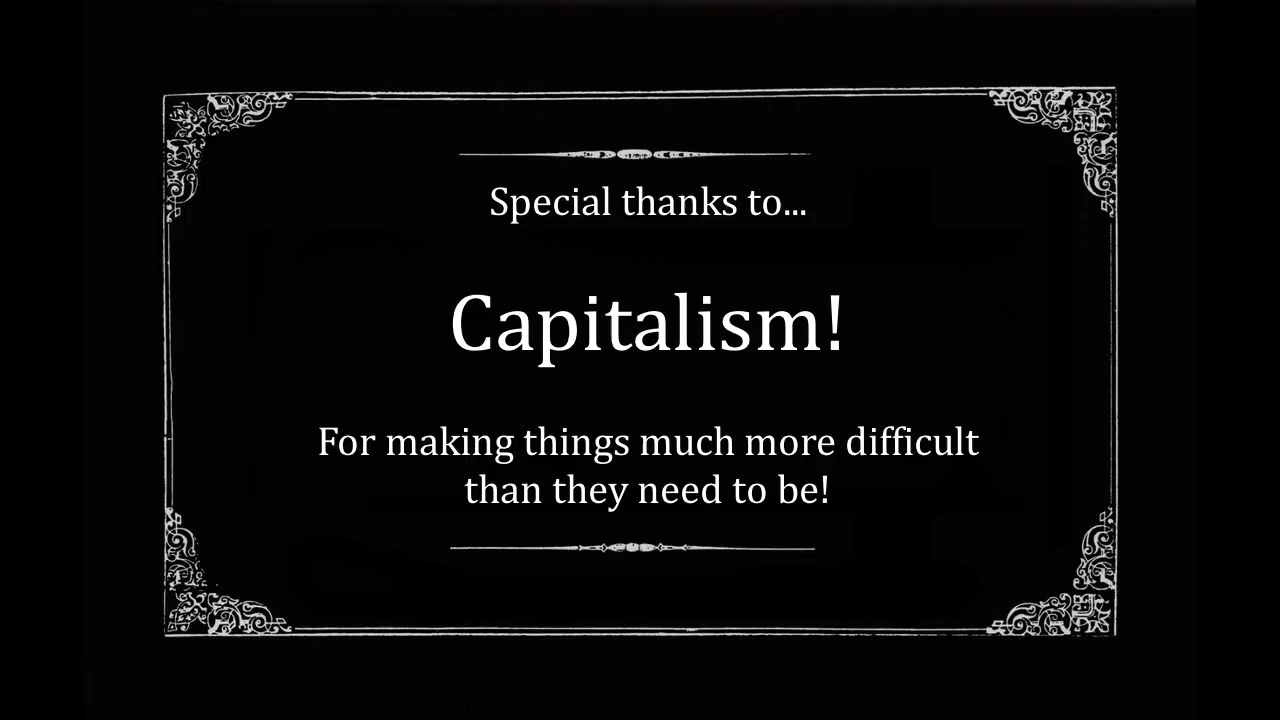 Special thanks to...
Capitalism!
For making things much more difficult
than they need to be!